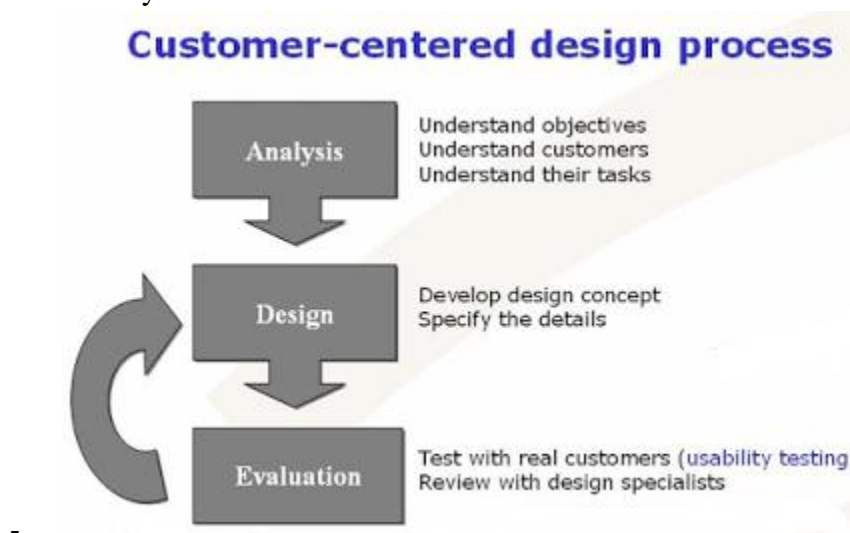 Customer-centered design process
Analysis
Understand objectives
Understand customers
Understand their tasks
Design
Develop design concept
Specify the details
Evaluation
Test with real customers (usability testing
Review with design specialists